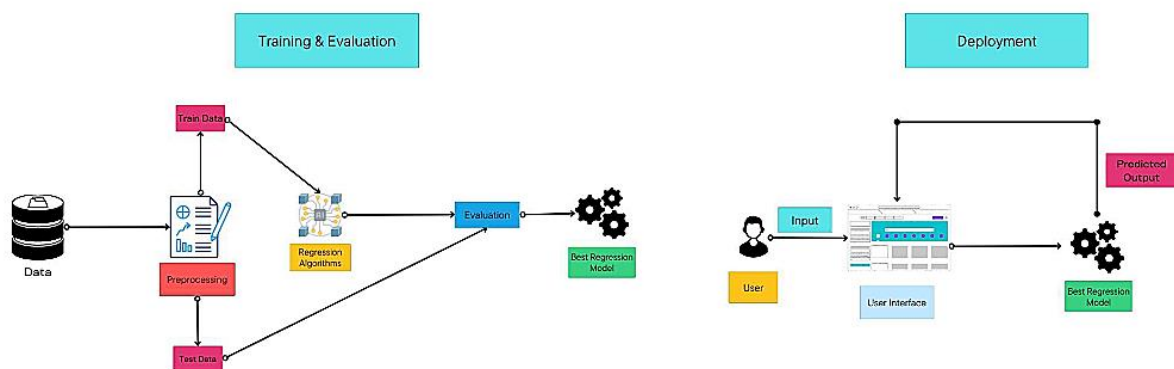 Training & Evaluation
Deployment
Train Data
Data
Preprocessing
Regression
Algorithms
Evaluation
Best Regression
Model
Test Data
Predicted
Output
Input
User
User Interface
Best Regression
Model